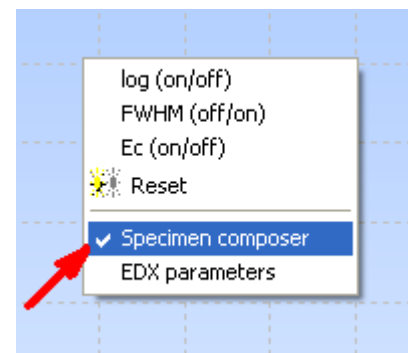 log (on/off)
FWHM (off/on)
Ec (on/off)
Reset
Specimen composer
EDX parameters